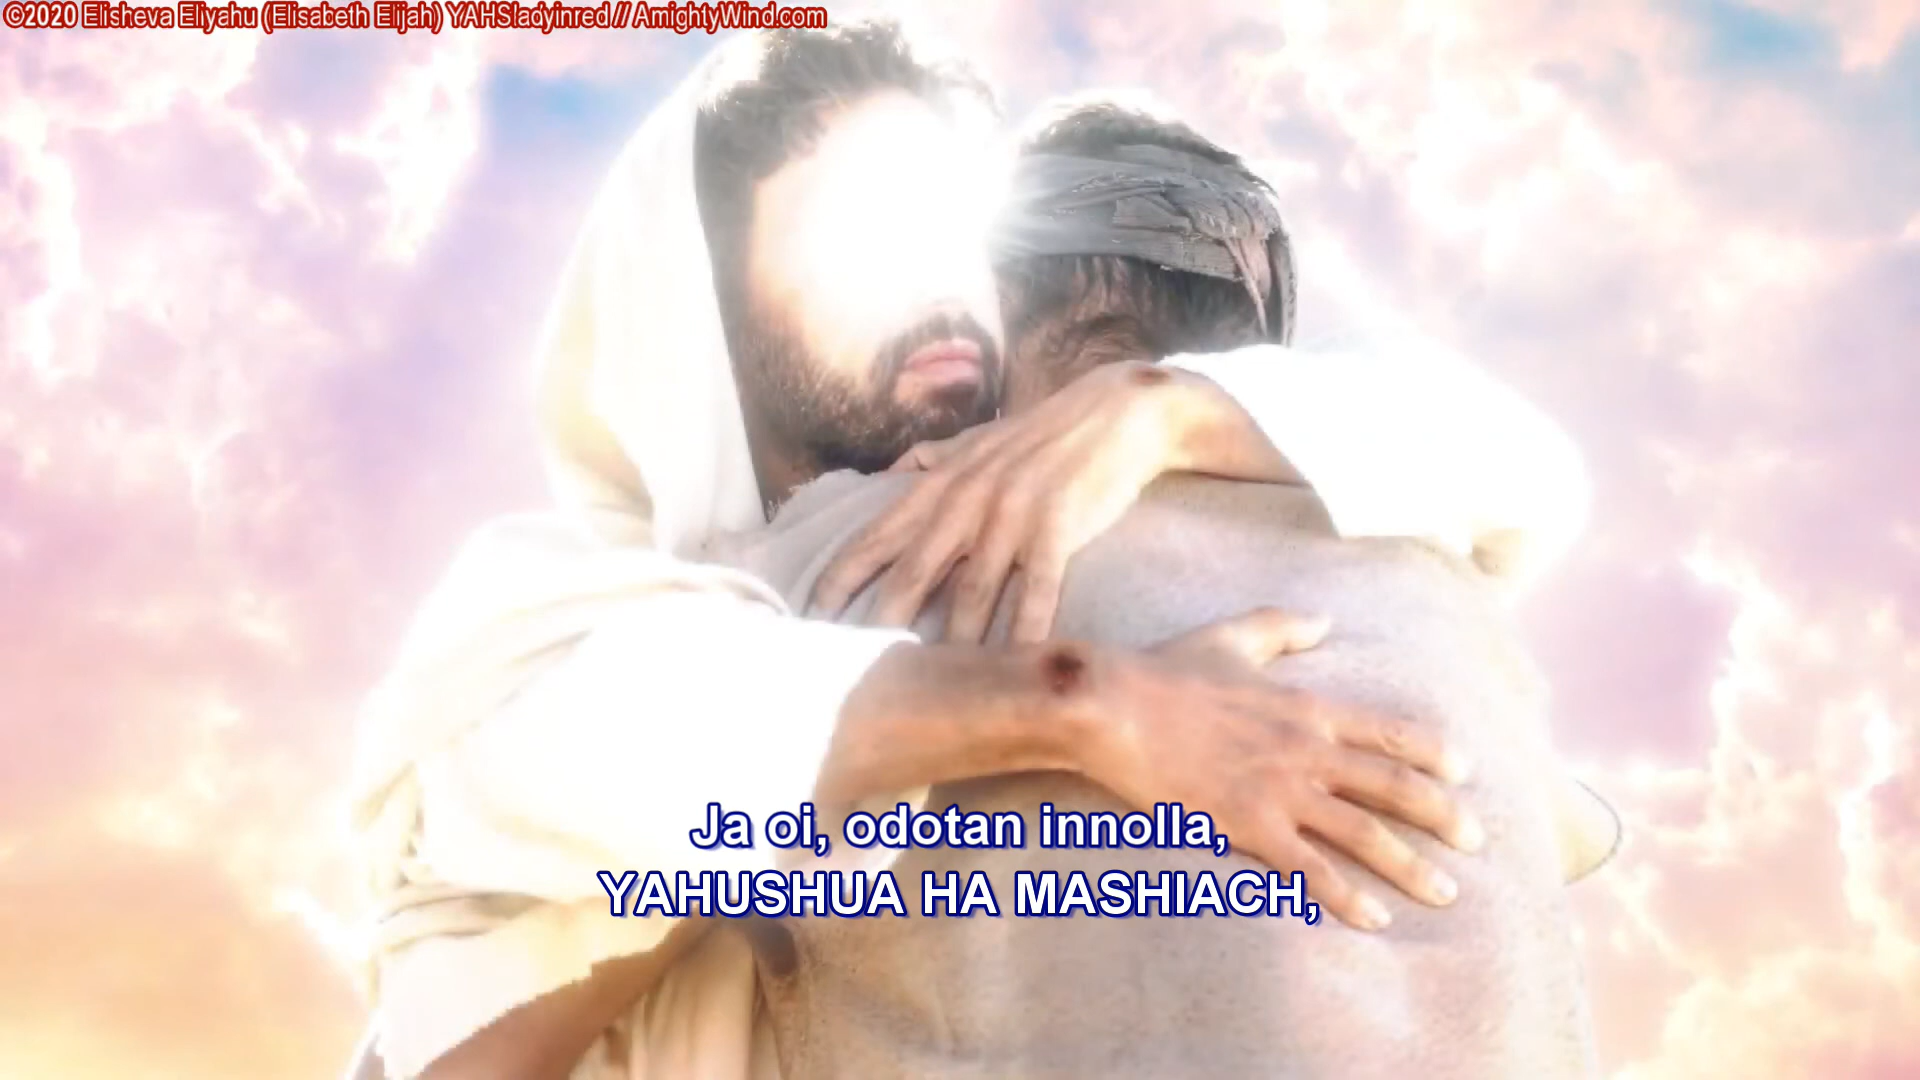 ©2020 Elisheva Eliyahu (Elisabeth Elijah) YAHSladyinred // AmightyWind.com
Ja oi, odotan innolla,
YAHUSHUA HA MASHIACH,